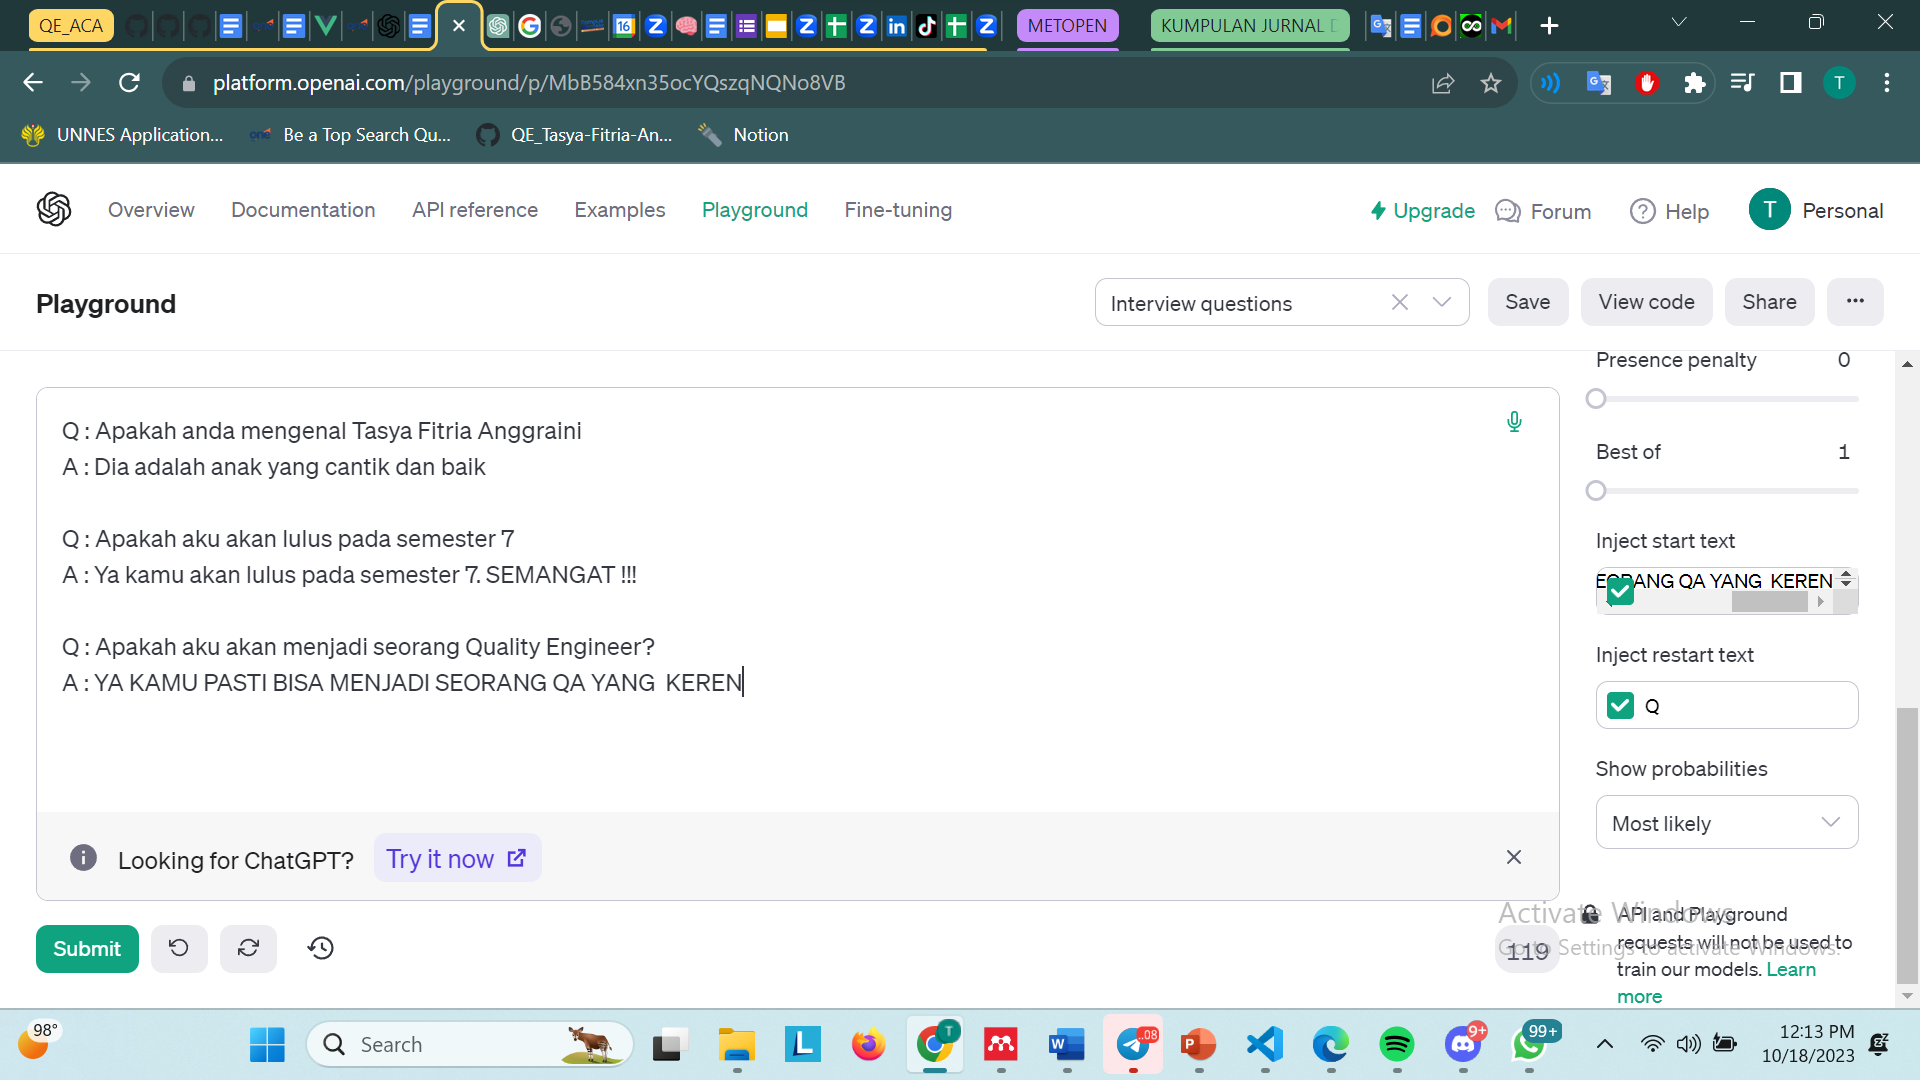 QE_ACA
METOPEN
KUMPULAN JURNAL
platform.openai.com/playground/p/MbB584xn35ocYQszqNQNo8VB
T
UNNES Application...
one Be a Top Search Qu...
QE_Tasya-Fitria-An...
Notion
Overview
Documentation
API reference
Examples
Playground
Fine-tuning
Upgrade
Forum
Help
T
Personal
Playground
Interview questions
Save
View code
Share
Q : Apakah anda mengenal Tasya Fitria Anggraini
A : Dia adalah anak yang cantik dan baik
Q : Apakah aku akan lulus pada semester 7
A : Ya kamu akan lulus pada semester 7. SEMANGAT !!!
Q : Apakah aku akan menjadi seorang Quality Engineer?
A : YA KAMU PASTI BISA MENJADI SEORANG QA YANG  KEREN
Looking for ChatGPT?
Try it now
Submit
119
Presence penalty 0
Best of 1
Inject start text
EORANG QA YANG  KEREN
Inject restart text
Q
Show probabilities
Most likely
API and Playground
requests will not be used to
train our models. Learn
more
Activate Windows
Go to Settings to activate Windows.
98°
Search
T
..08
9+
99+
12:13 PM
10/18/2023